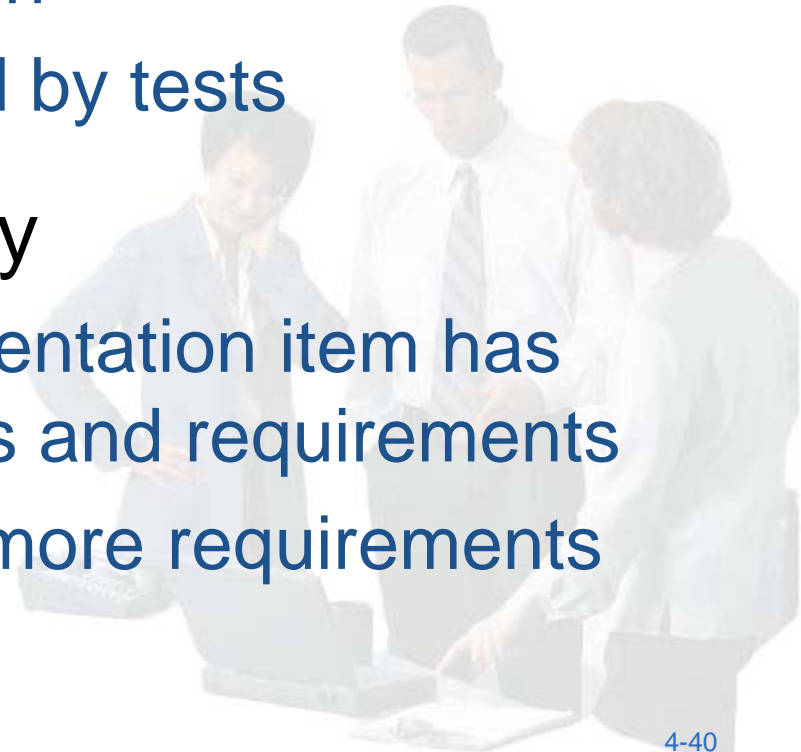 by tests
y
entation item has
s and requirements
more requirements
4-40